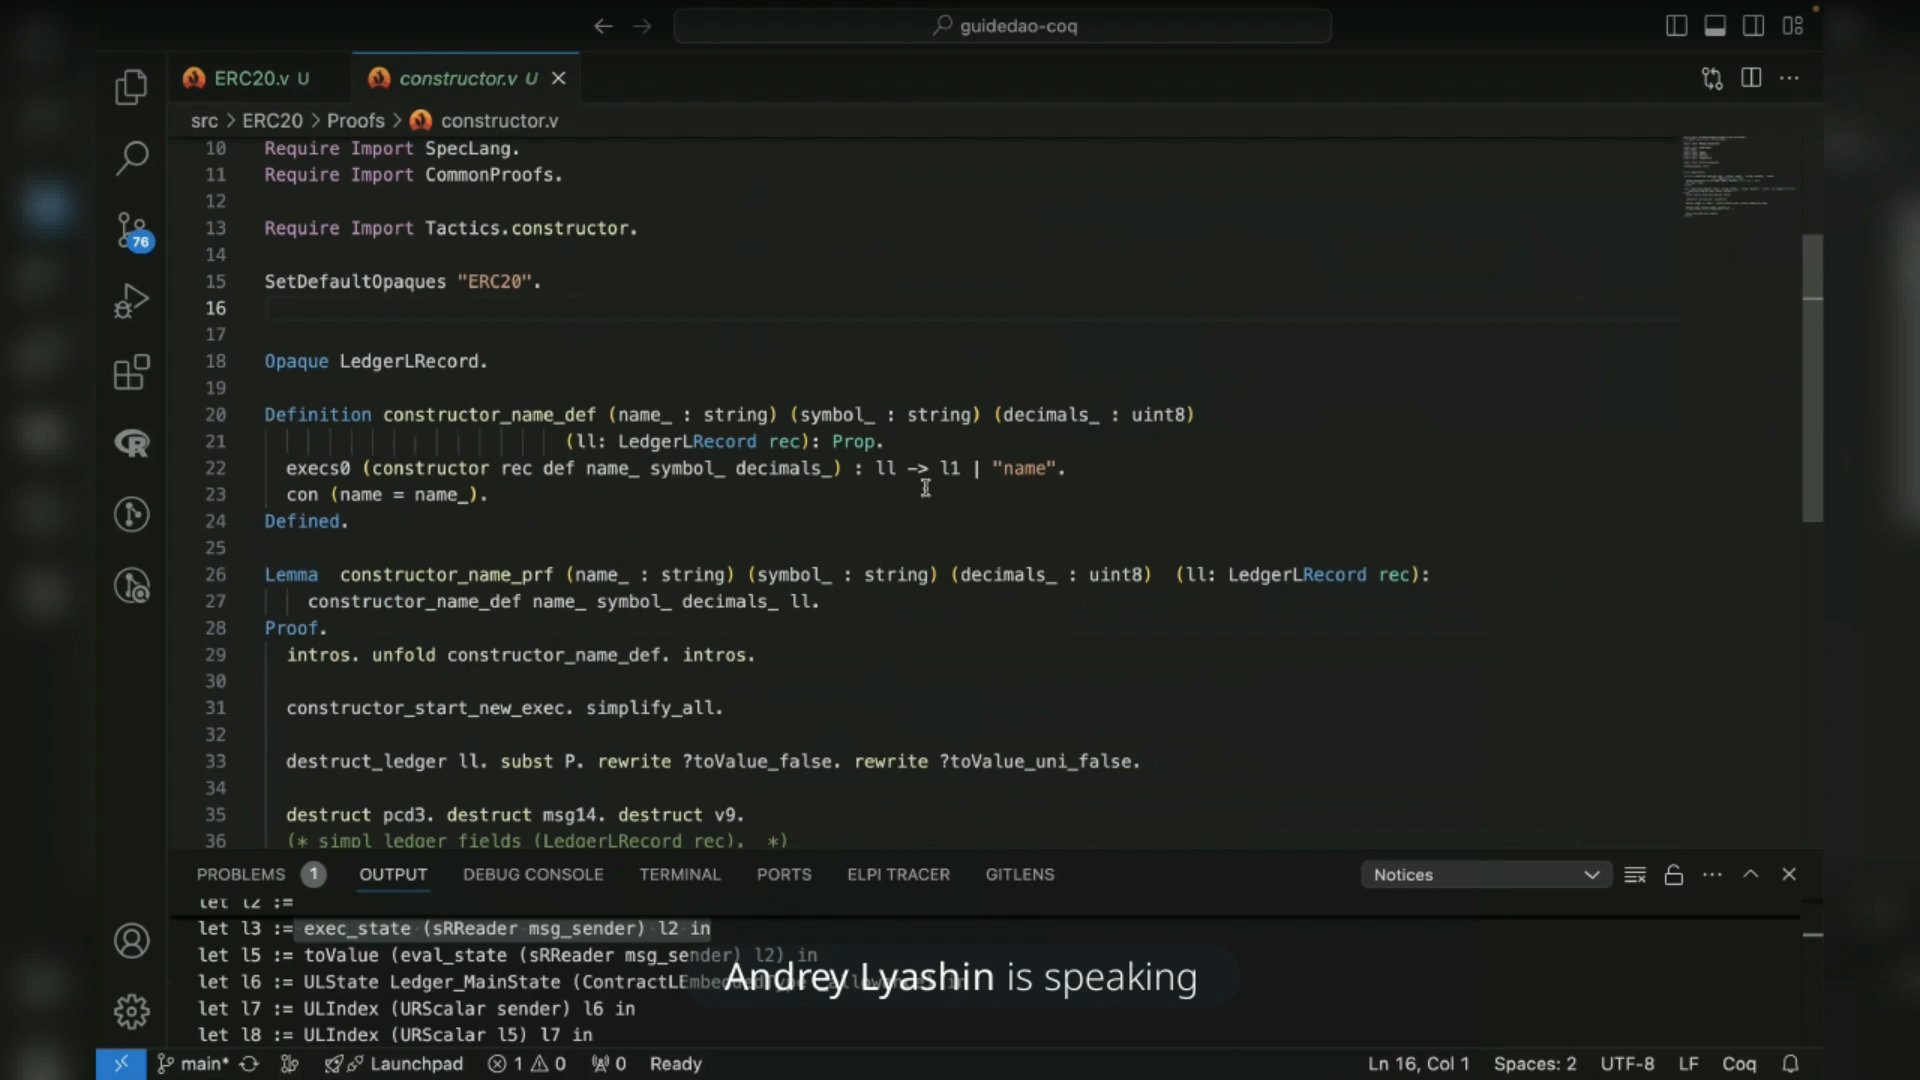 guidedao-coq
ERC20.v U
constructor.v U
src > ERC20 > Proofs > constructor.v
10 Require Import SpecLang.
11 Require Import CommonProofs.
12
13 Require Import Tactics.constructor.
14
15 SetDefaultOpaques "ERC20".
16
17
18 Opaque LedgerLRecord.
19
20 Definition constructor_name_def (name_ : string) (symbol_ : string) (decimals_ : uint8)
21 (ll: LedgerLRecord rec): Prop.
22 execs0 (constructor rec def name_ symbol_ decimals_) : ll -> l1 | "name".
23 con (name = name_).
24 Defined.
25
26 Lemma constructor_name_prf (name_ : string) (symbol_ : string) (decimals_ : uint8) (ll: LedgerLRecord rec):
27 constructor_name_def name_ symbol_ decimals_ ll.
28 Proof.
29 intros. unfold constructor_name_def. intros.
30
31 constructor_start_new_exec. simplify_all.
32
33 destruct_ledger ll. subst P. rewrite ?toValue_false. rewrite ?toValue_uni_false.
34
35 destruct pcd3. destruct msg14. destruct v9.
36 (* simpl ledger fields (LedgerLRecord rec). *)
76
PROBLEMS 1 OUTPUT DEBUG CONSOLE TERMINAL PORTS ELPI TRACER GITLENS Notices
let l2 :=
let l3 := exec_state (sRReader msg_sender) l2 in
let l5 := toValue (eval_state (sRReader msg_sender) l2) in
let l6 := ULState Ledger_MainState (ContractLEmbeddedType
let l7 := ULIndex (URScalar sender) l6 in
let l8 := ULIndex (URScalar l5) l7 in
Andrey Lyashin is speaking
main* Launchpad 1 0 0 Ready Ln 16, Col 1 Spaces: 2 UTF-8 LF Coq